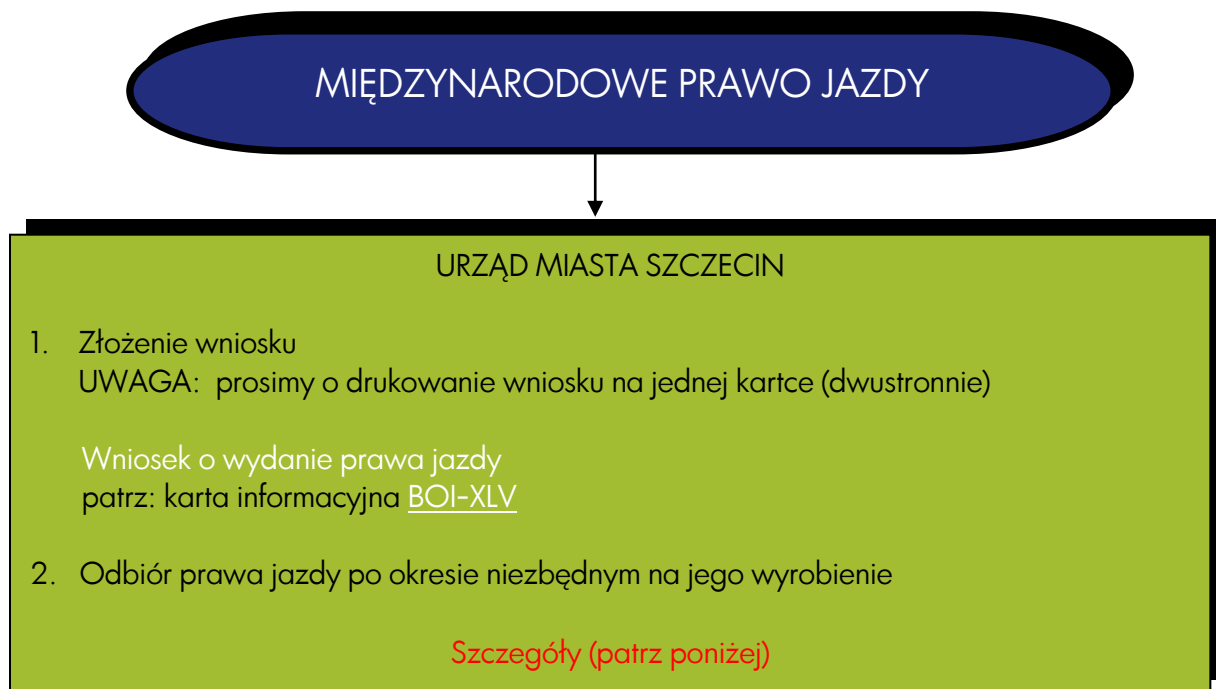 MIĘDZYNARODOWE PRAWO JAZDY
URZĄD MIASTA SZCZECIN
1. Złożenie wniosku
UWAGA: prosimy o drukowanie wniosku na jednej kartce (dwustronnie)
Wniosek o wydanie prawa jazdy
patrz: karta informacyjna BOI-XLV
2. Odbiór prawa jazdy po okresie niezbędnym na jego wyrobienie
Szczegóły (patrz poniżej)